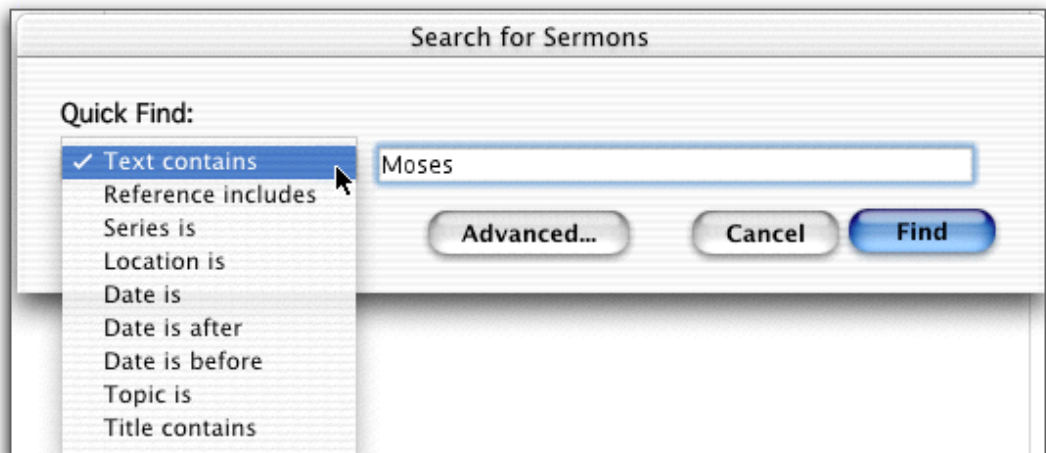 Search for Sermons
Quick Find:
✓ Text contains
Moses
Reference includes
Series is
Location is
Date is
Date is after
Date is before
Topic is
Title contains
Advanced...
Cancel
Find